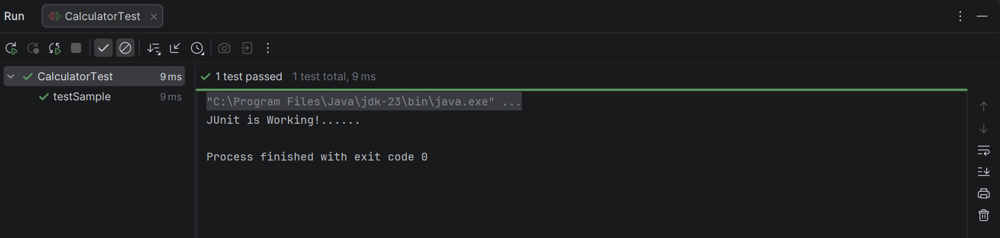 Run CalculatorTest
CalculatorTest 9 ms
testSample 9 ms
1 test passed 1 test total, 9 ms
"C:\Program Files\Java\jdk-23\bin\java.exe" ...
JUnit is Working!......
Process finished with exit code 0